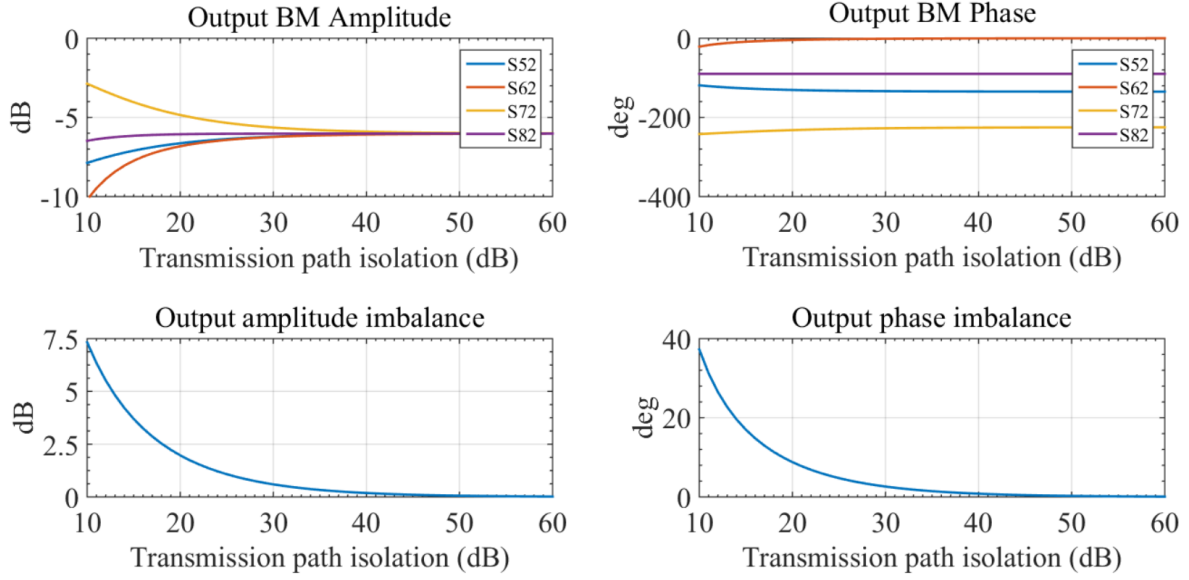 Output BM Amplitude
0
-5
-10
dB
S52
S62
S72
S82
10 20 30 40 50 60
Transmission path isolation (dB)
Output BM Phase
0
-200
-400
deg
S52
S62
S72
S82
10 20 30 40 50 60
Transmission path isolation (dB)
Output amplitude imbalance
7.5
5
2.5
0
dB
10 20 30 40 50 60
Transmission path isolation (dB)
Output phase imbalance
40
20
0
deg
10 20 30 40 50 60
Transmission path isolation (dB)